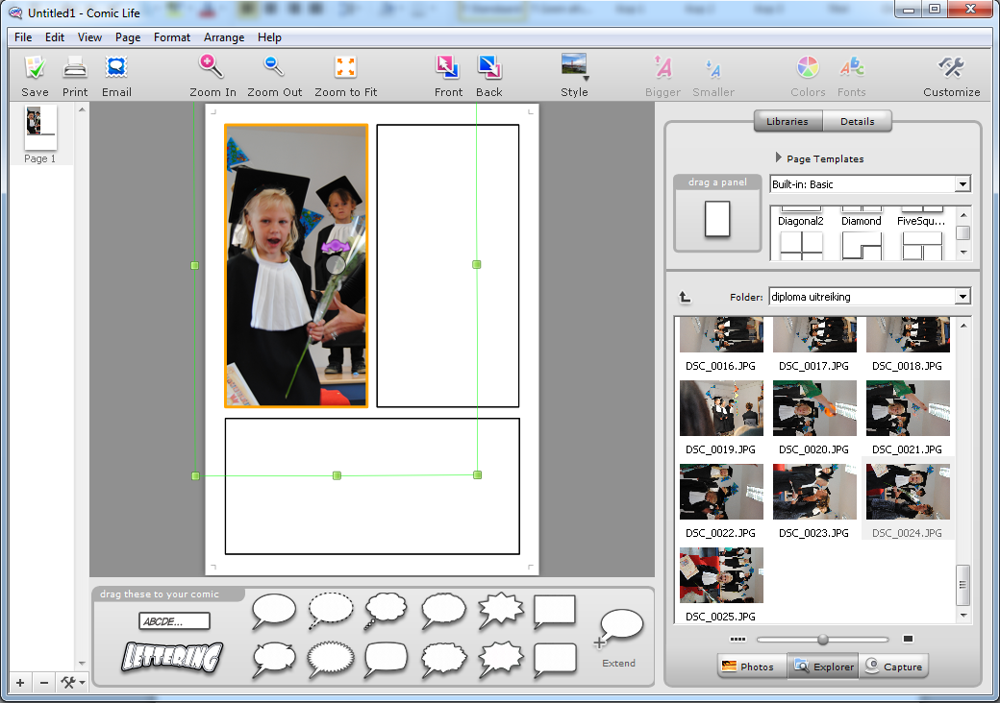 Untitled1 - Comic Life
File Edit View Page Format Arrange Help
Save Print Email Zoom In Zoom Out Zoom to Fit Front Back Style Bigger Smaller Colors Fonts Customize
Page 1
Libraries Details
Page Templates
drag a panel
Built-in: Basic
Diagonal2 Diamond FiveSqu...
Folder: diploma uitreiking
DSC_0016.JPG DSC_0017.JPG DSC_0018.JPG
DSC_0019.JPG DSC_0020.JPG DSC_0021.JPG
DSC_0022.JPG DSC_0023.JPG DSC_0024.JPG
DSC_0025.JPG
drag these to your comic
ABCDE...
LETTERING
Extend
Photos Explorer Capture